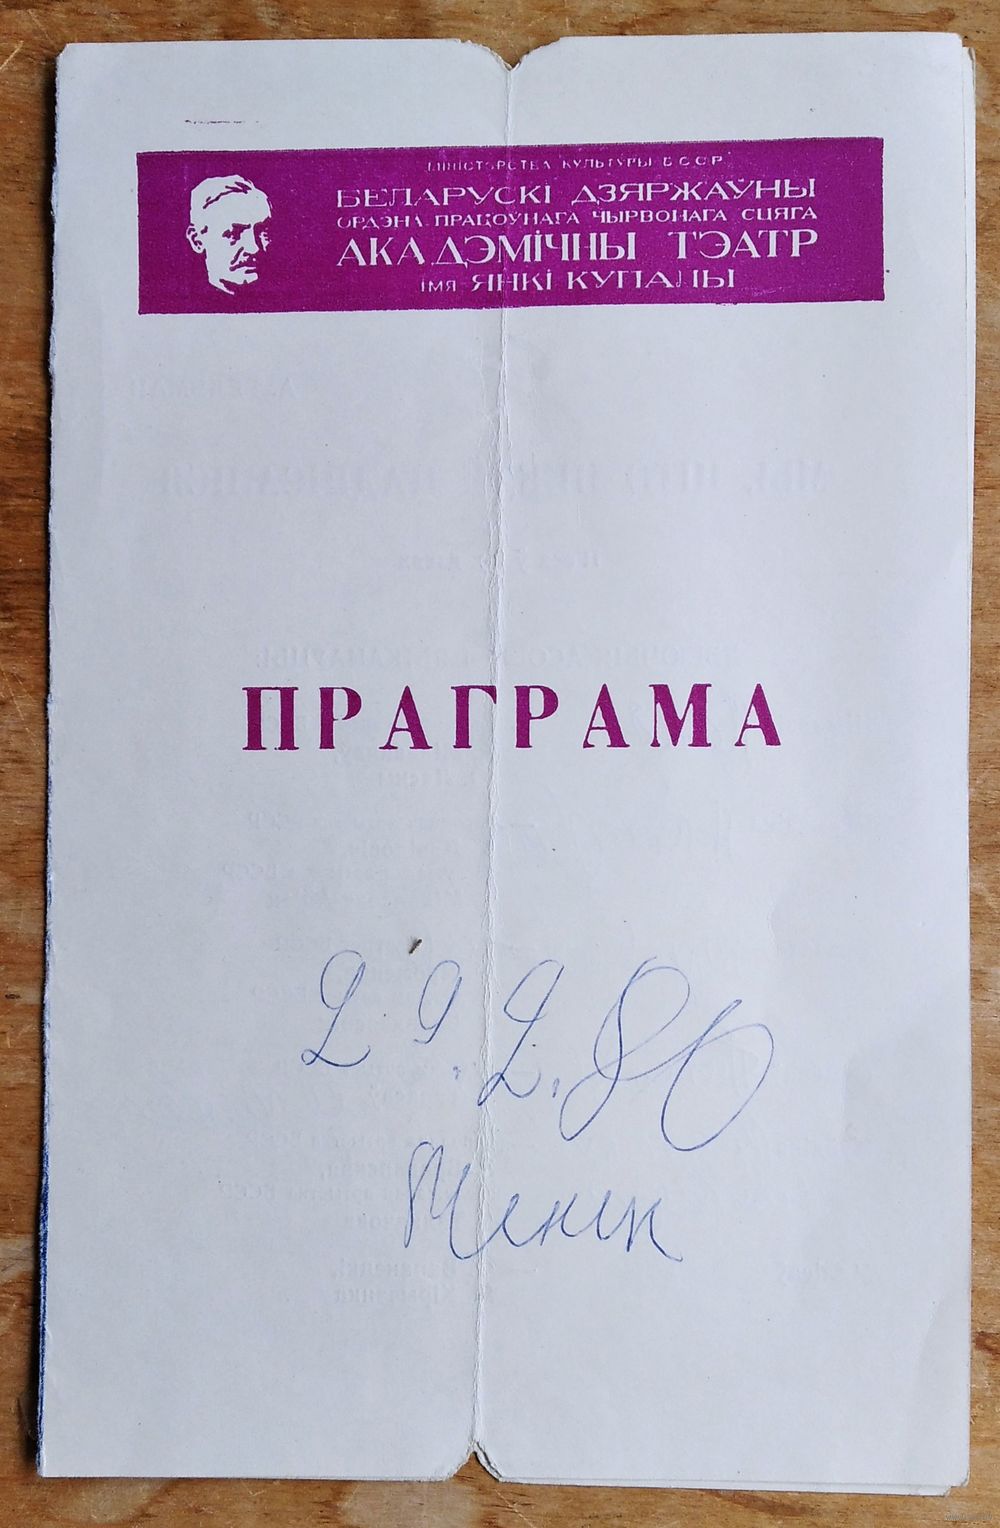 МІНІСТЭРСТВА КУЛЬТУРЫ БССР
БЕЛАРУСКІ ДЗЯРЖАЎНЫ
ОРДЭНА ПРАЦОЎНАГА ЧЫРВОНАГА СЦЯГА
АКАДЭМІЧНЫ ТЭАТР
імя ЯНКІ КУПАЛЫ
ПРАГРАМА
29.2.80
Минск